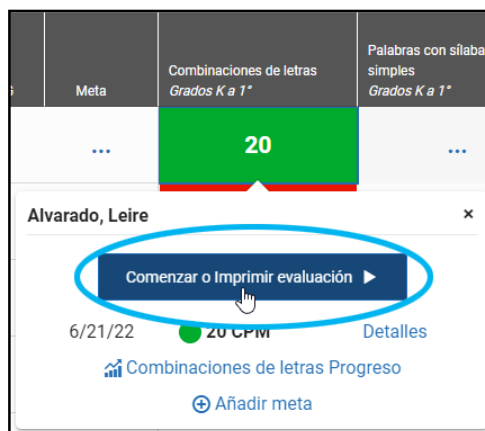 Meta
Combinaciones de letras
Grados K a 1°
Palabras con sílaba
simples
Grados K a 1°
...
20
...
Alvarado, Leire
×
Comenzar o Imprimir evaluación
6/21/22
20 CPM
Detalles
Combinaciones de letras Progreso
Añadir meta